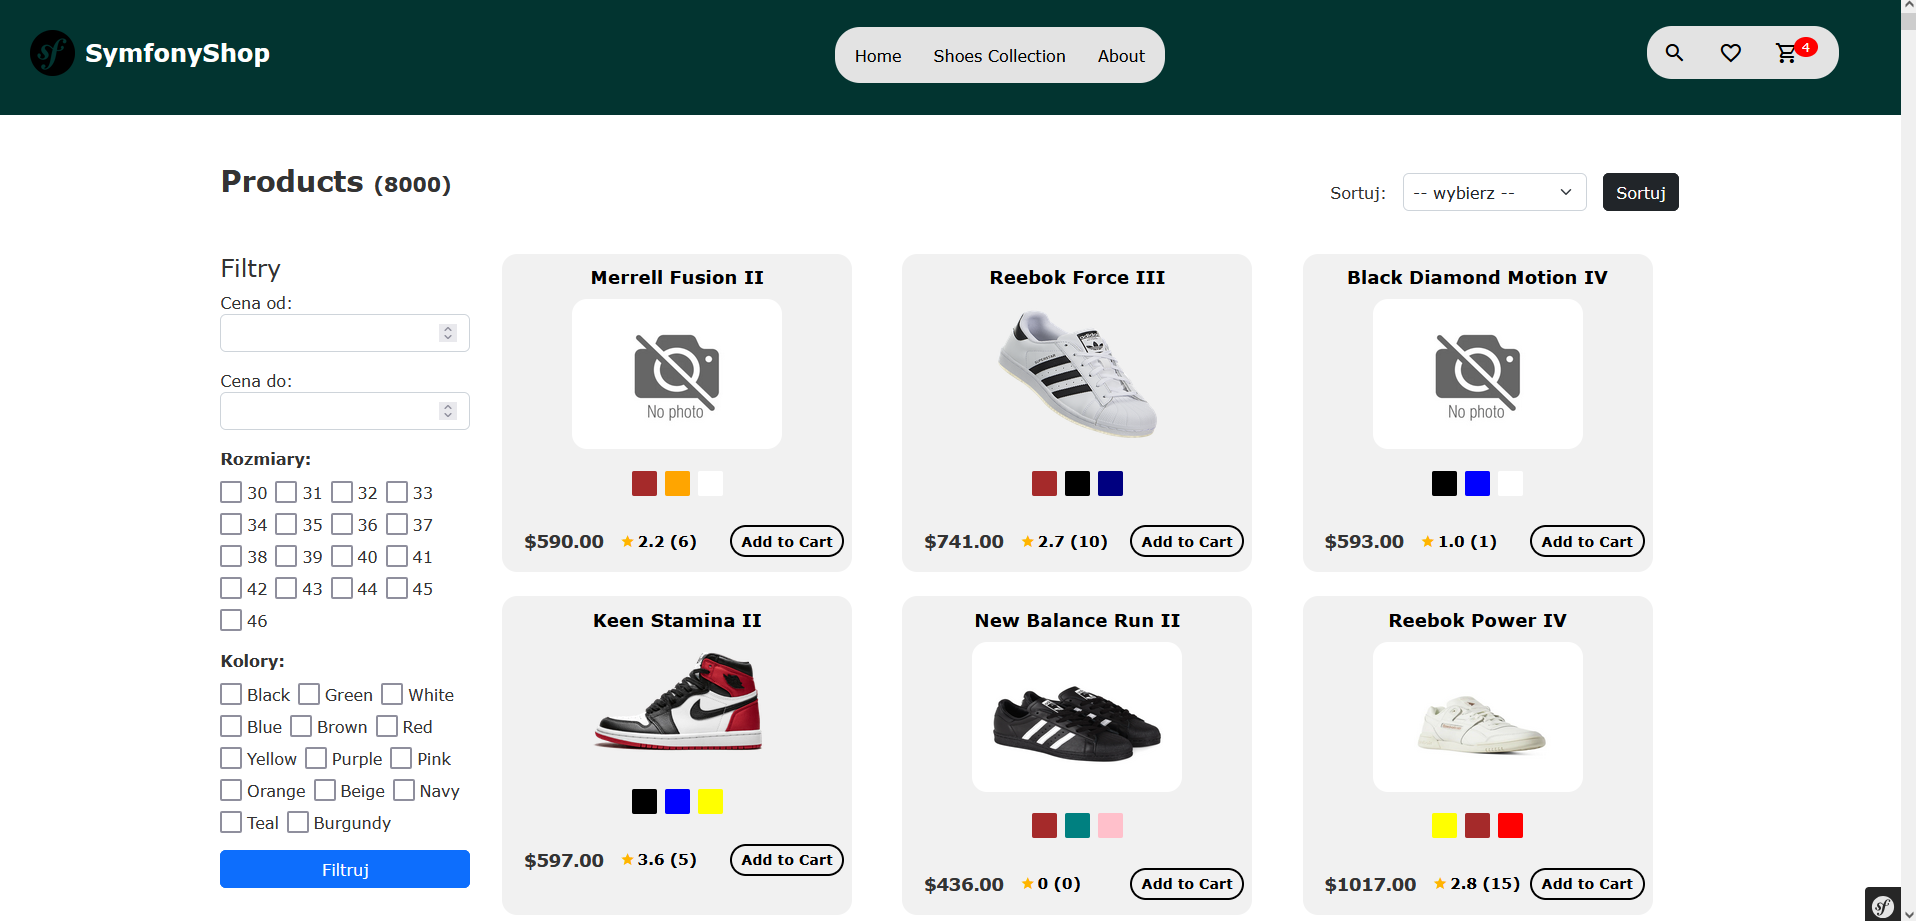 SymfonyShop
Home Shoes Collection About
4
Products (8000)
Sortuj: -- wybierz -- Sortuj
Filtry
Cena od:
Cena do:
Rozmiary:
30 31 32 33
34 35 36 37
38 39 40 41
42 43 44 45
46
Kolory:
Black Green White
Blue Brown Red
Yellow Purple Pink
Orange Beige Navy
Teal Burgundy
Filtruj
Merrell Fusion II
No photo
$590.00 2.2 (6) Add to Cart
Reebok Force III
$741.00 2.7 (10) Add to Cart
Black Diamond Motion IV
No photo
$593.00 1.0 (1) Add to Cart
Keen Stamina II
$597.00 3.6 (5) Add to Cart
New Balance Run II
$436.00 0 (0) Add to Cart
Reebok Power IV
$1017.00 2.8 (15) Add to Cart